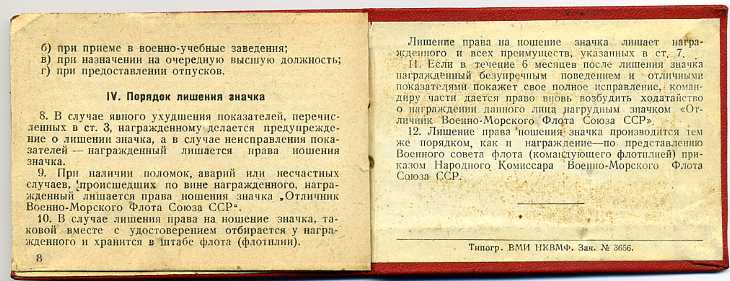 б) при приеме в военно-учебные заведения;
в) при назначении на очередную высшую должность;
г) при предоставлении отпусков.
IV. Порядок лишения значка
8. В случае явного ухудшения показателей, перечис-
ленных в ст. 3, награжденному делается предупрежде-
ние о лишении значка, а в случае неисправления пока-
зателей — награжденный лишается права ношения
значка.
9. При наличии поломок, аварий или несчастных
случаев, происшедших по вине награжденного, награ-
жденный лишается права ношения значка „Отличник
Военно-Морского Флота Союза ССР“.
10. В случае лишения права на ношение значка, та-
ковой вместе с удостоверением отбирается у награ-
жденного и хранится в штабе флота (флотилии).
8
Лишение права на ношение значка лишает награ-
жденного и всех преимуществ, указанных в ст. 7.
11. Если в течение 6 месяцев после лишения значка
награжденный безупречным поведением и отличными
показателями покажет свое полное исправление, коман-
диру части дается право вновь возбудить ходатайство
о награждении данного лица нагрудным значком «От-
личник Военно-Морского Флота Союза ССР».
12. Лишение права ношения значка производится тем
же порядком, как и награждение—по представлению
Военного совета флота (командующего флотилией) при-
казом Народного Комиссара Военно-Морского Флота
Союза ССР.
Типогр. ВМИ НКВМФ. Зак. № 3656.